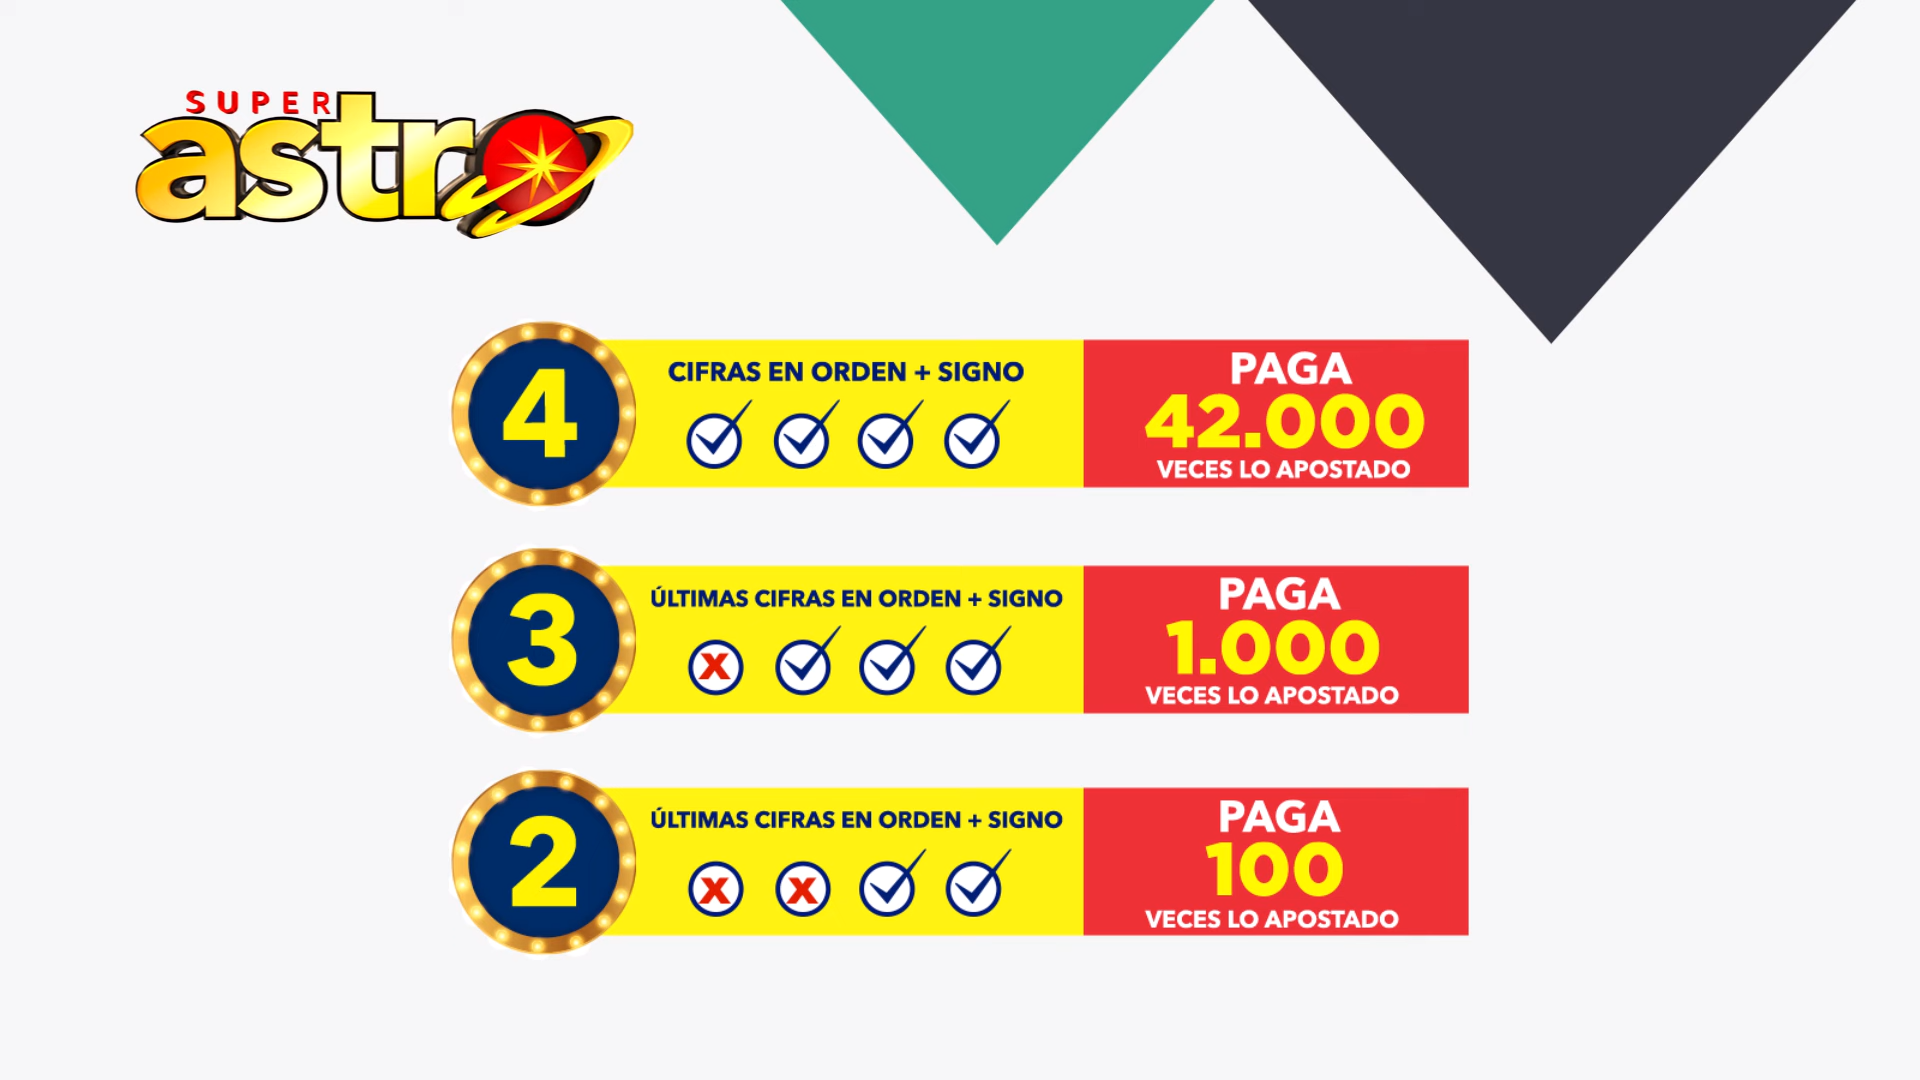 SUPER
astro
4
CIFRAS EN ORDEN + SIGNO
PAGA
42.000
VECES LO APOSTADO
3
ÚLTIMAS CIFRAS EN ORDEN + SIGNO
X
PAGA
1.000
VECES LO APOSTADO
2
ÚLTIMAS CIFRAS EN ORDEN + SIGNO
X X
PAGA
100
VECES LO APOSTADO